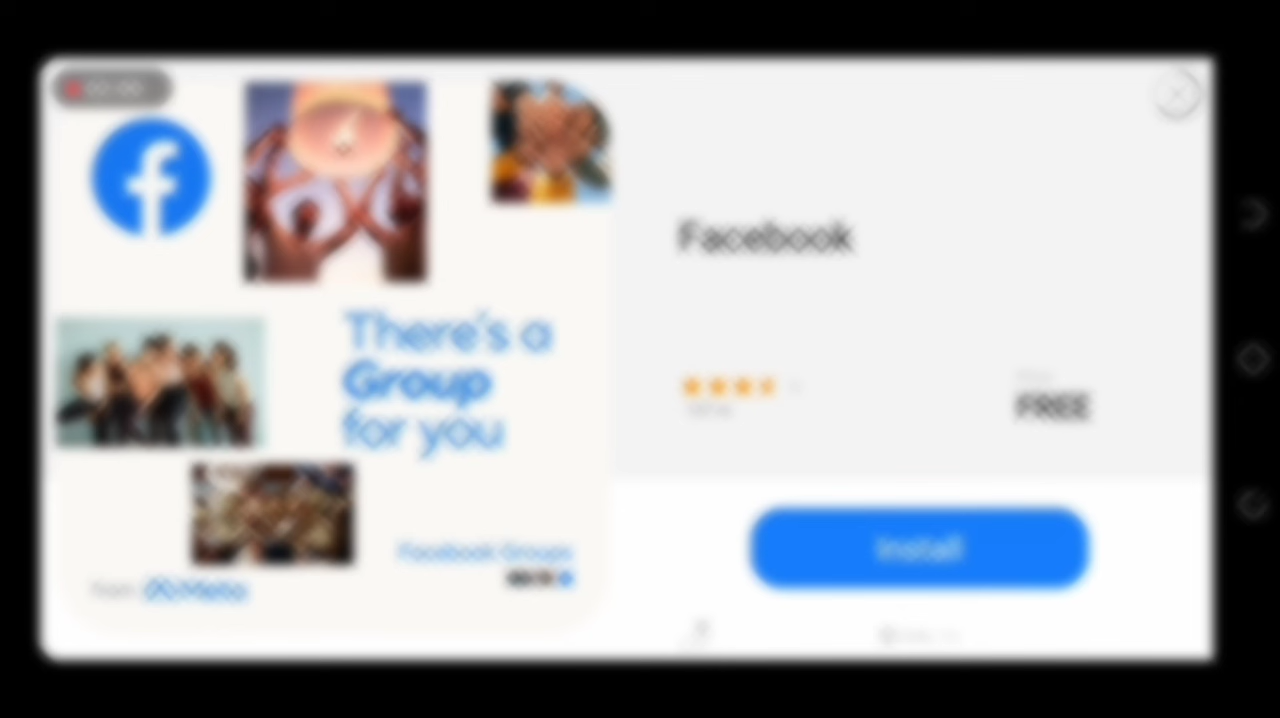 There's a
Group
for you
Facebook Groups
from Meta
Facebook
FREE
Install